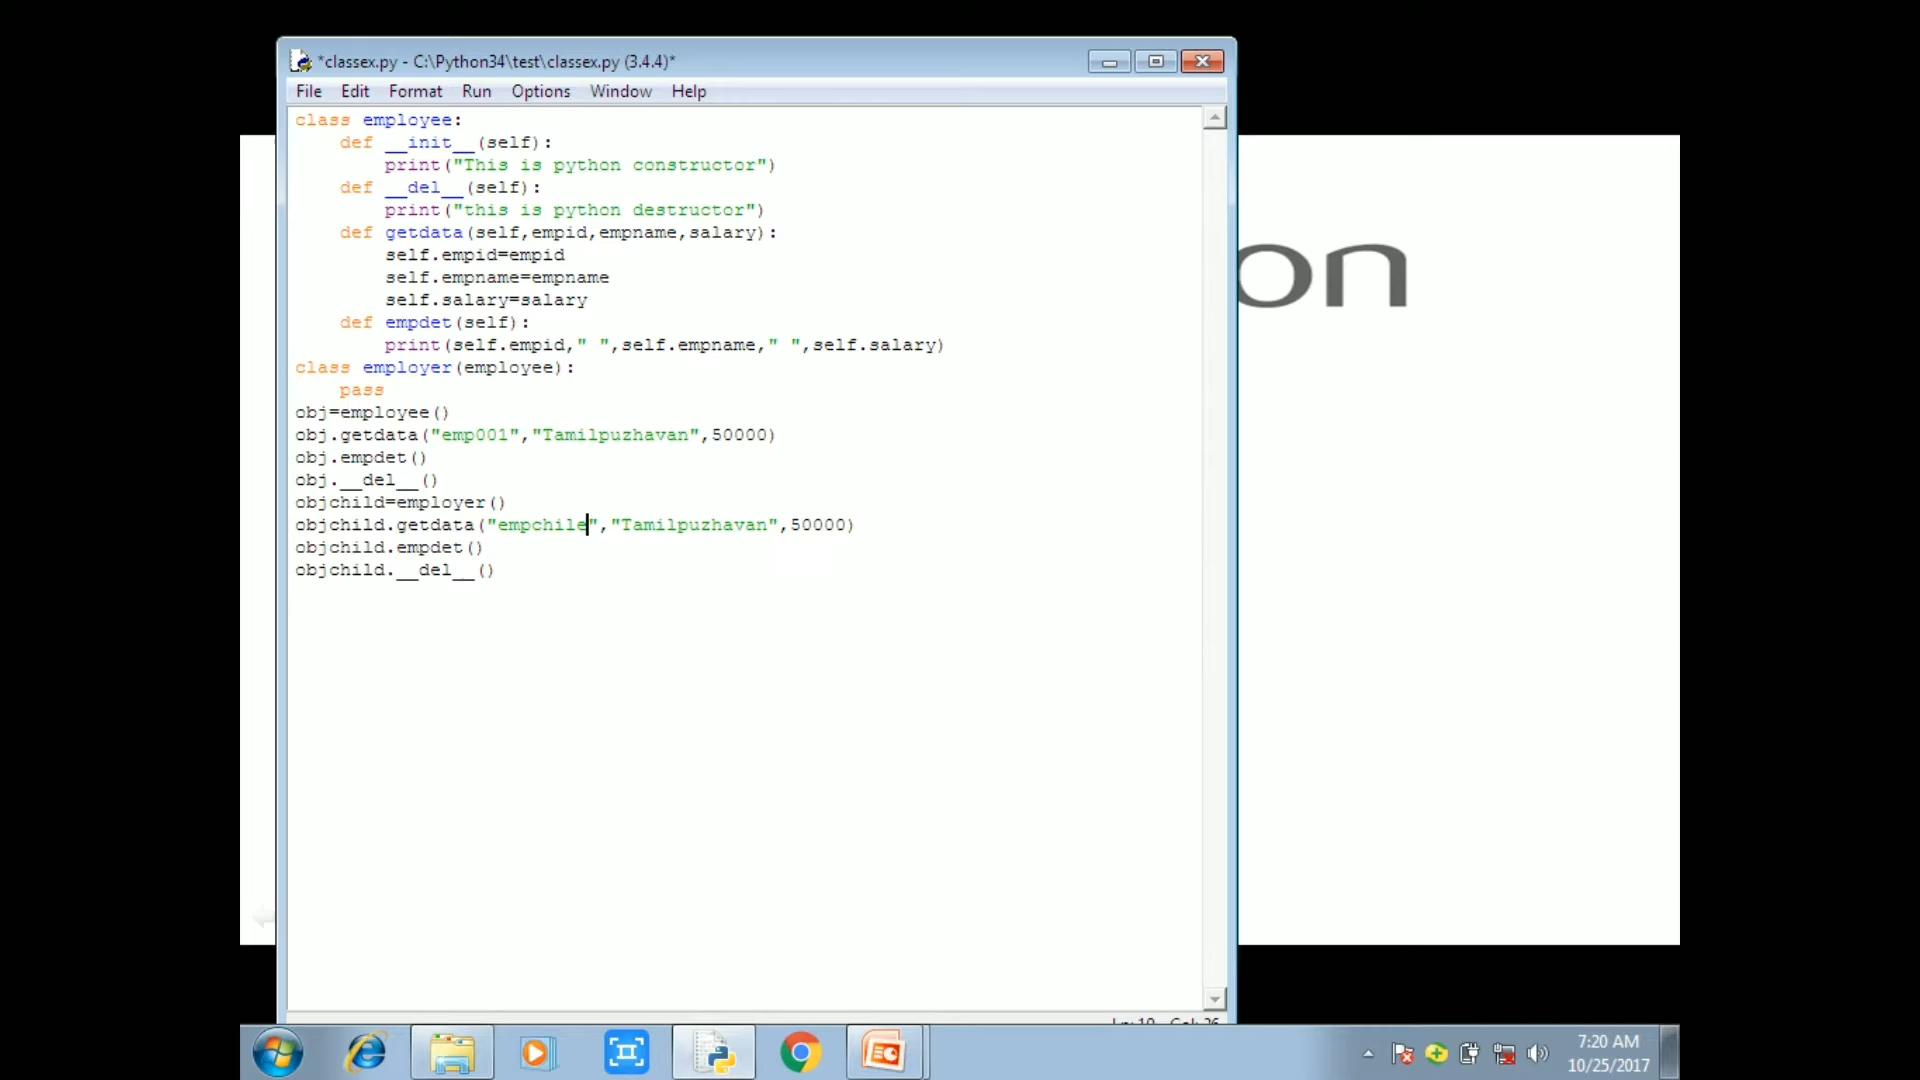 *classex.py - C:\Python34\test\classex.py (3.4.4)*
File Edit Format Run Options Window Help
class employee:
    def __init__(self):
        print("This is python constructor")
    def __del__(self):
        print("this is python destructor")
    def getdata(self,empid,empname,salary):
        self.empid=empid
        self.empname=empname
        self.salary=salary
    def empdet(self):
        print(self.empid," ",self.empname," ",self.salary)
class employer(employee):
    pass
obj=employee()
obj.getdata("emp001","Tamilpuzhavan",50000)
obj.empdet()
obj.__del__()
objchild=employer()
objchild.getdata("empchile","Tamilpuzhavan",50000)
objchild.empdet()
objchild.__del__()
on
7:20 AM
10/25/2017